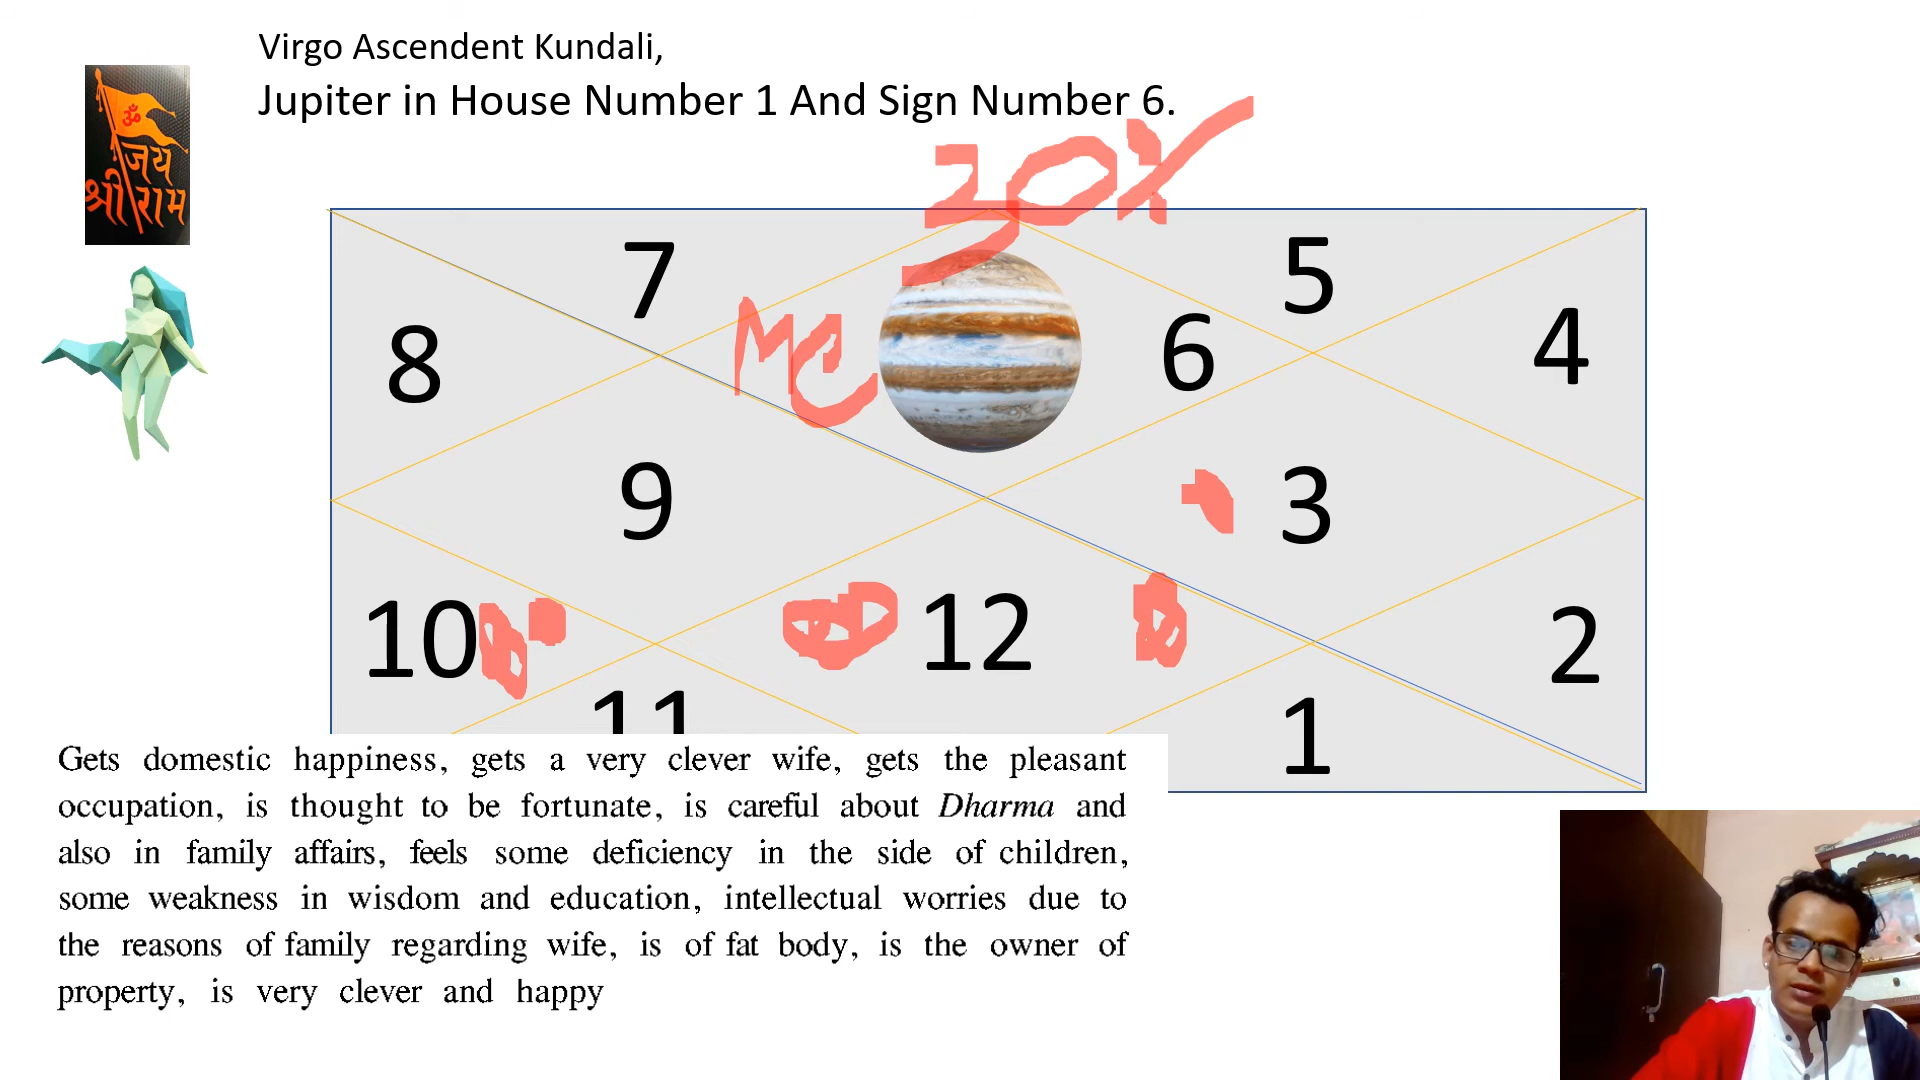 Virgo Ascendent Kundali,
Jupiter in House Number 1 And Sign Number 6.
ॐ
जय
श्री राम
30%
7
5
8
MC
6
4
9
3
10
12
2
11
1
Gets domestic happiness, gets a very clever wife, gets the pleasant
occupation, is thought to be fortunate, is careful about Dharma and
also in family affairs, feels some deficiency in the side of children,
some weakness in wisdom and education, intellectual worries due to
the reasons of family regarding wife, is of fat body, is the owner of
property, is very clever and happy